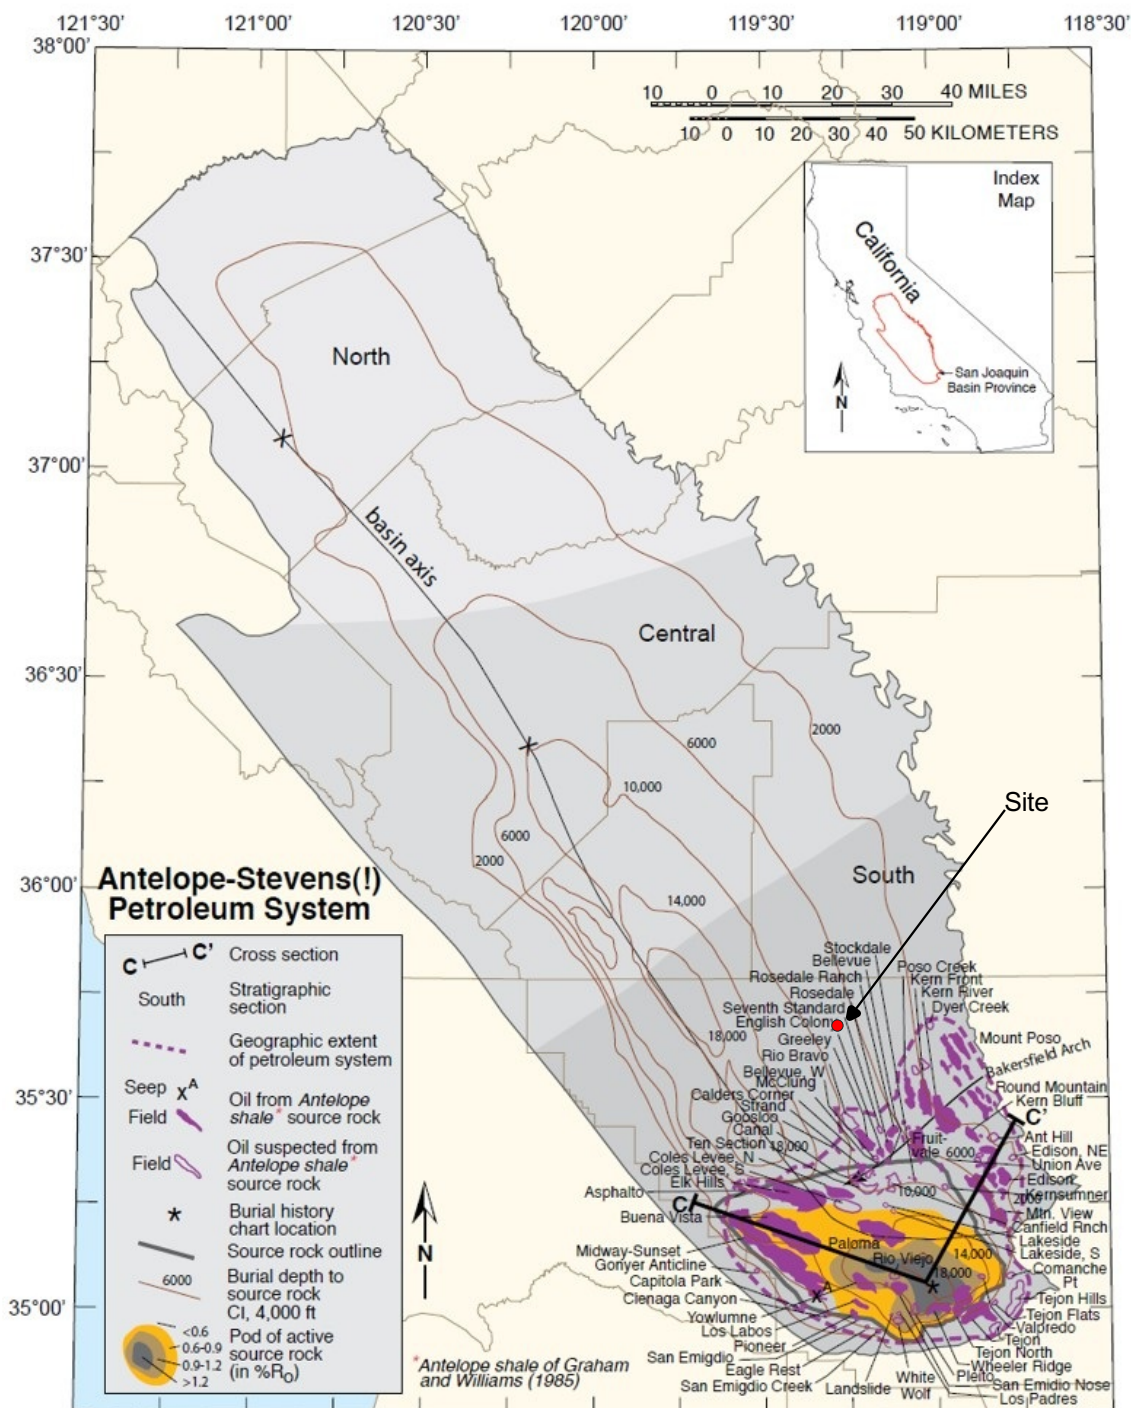 121°30' 121°00' 120°30' 120°00' 119°30' 119°00' 118°30'
38°00'
37°30'
37°00'
36°30'
36°00'
35°30'
35°00'
10 0 10 20 30 40 MILES
10 0 10 20 30 40 50 KILOMETERS
Index
Map
California
San Joaquin
Basin Province
N
North
basin axis
Central
2000
6000
10,000
6000
2000
14,000
Site
South
18,000
Stockdale
Bellevue
Rosedale Ranch
Rosedale
Seventh Standard
English Colony
Greeley
Rio Bravo
Bellevue, W
McClung
Calders Corner
Strand
Goosloo
Canal
Ten Section
18,000
Coles Levee, N
Coles Levee, S
Elk Hills
Asphalto
Buena Vista
Midway-Sunset
Gonyer Anticline
Capitola Park
Cienaga Canyon
Yowlumne
Los Lobos
Pioneer
San Emigdio
Eagle Rest
San Emigdio Creek
Landslide
White
Wolf
Pleito
Los Padres
San Emidio Nose
Wheeler Ridge
Tejon North
Tejon
Valpredo
Tejon Flats
Tejon Hills
Comanche
Pt
Lakeside, S
Lakeside
Canfield Rnch
Mtn. View
Kernsumner
2000
Edison
Union Ave
Edison, NE
Ant Hill
Kern Bluff
Round Mountain
Bakersfield Arch
Mount Poso
Dyer Creek
Kern River
Kern Front
Poso Creek
Fruit-
vale
6000
10,000
14,000
18,000
Paloma
Rio Viejo
C
C'
A
N
Antelope-Stevens(!)
Petroleum System
C C' Cross section
South Stratigraphic
section
Geographic extent
of petroleum system
Seep x A
Field
Oil from Antelope
shale* source rock
Field
Oil suspected from
Antelope shale*
source rock
* Burial history
chart location
Source rock outline
6000 Burial depth to
source rock
CI, 4,000 ft
<0.6
0.6-0.9
0.9-1.2
>1.2
Pod of active
source rock
(in %Ro)
*Antelope shale of Graham
and Williams (1985)